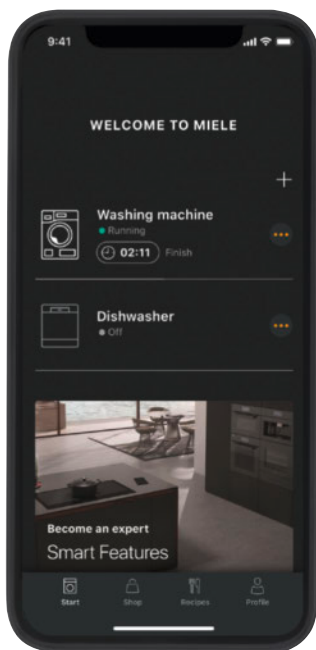 9:41
WELCOME TO MIELE
+
Washing machine
Running
02:11 Finish
Dishwasher
Off
Become an expert
Smart Features
Start Shop Recipes Profile